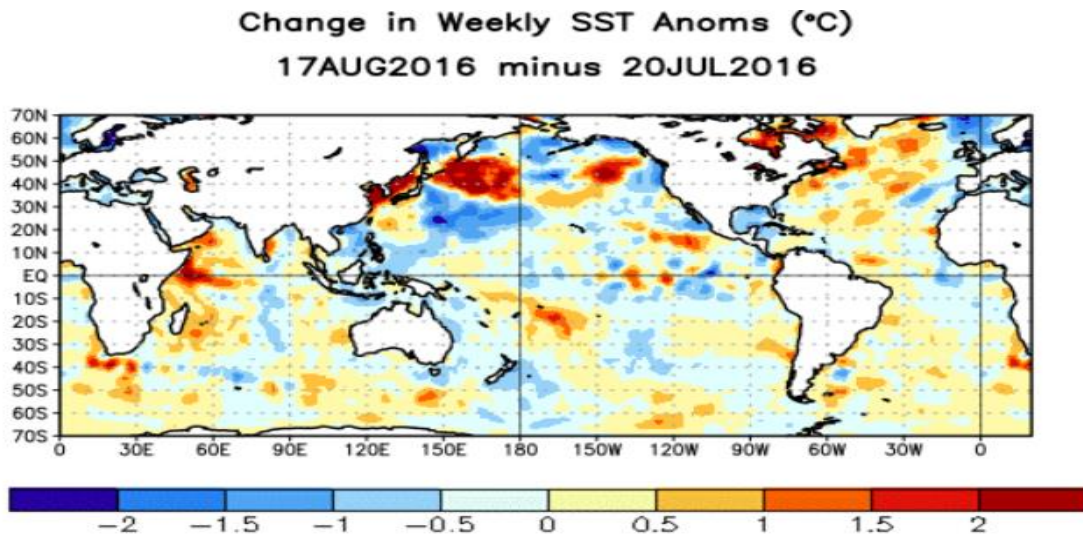 Change in Weekly SST Anoms (°C)
17AUG2016 minus 20JUL2016
70N
60N
50N
40N
30N
20N
10N
EQ
10S
20S
30S
40S
50S
60S
70S
0 30E 60E 90E 120E 150E 180 150W 120W 90W 60W 30W 0
−2 −1.5 −1 −0.5 0 0.5 1 1.5 2